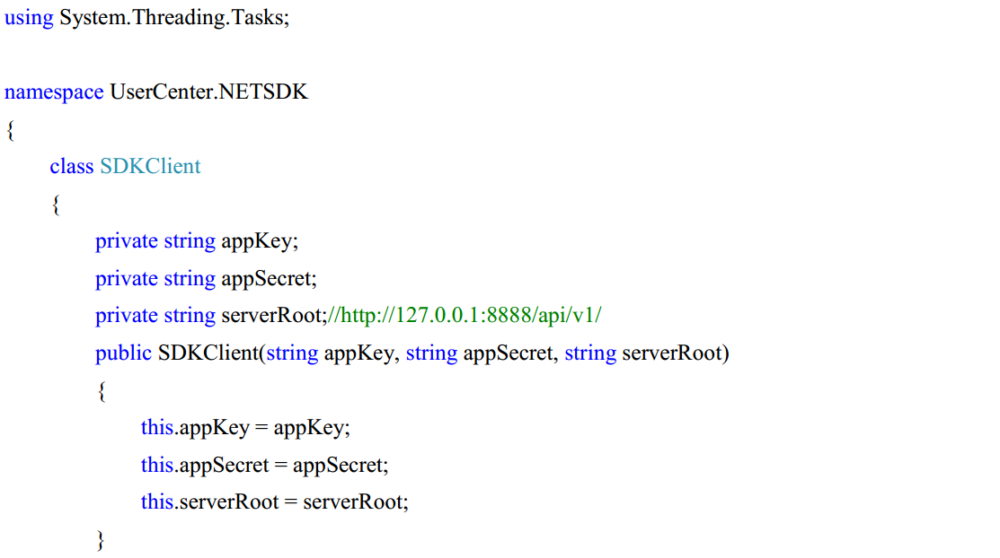 using System.Threading.Tasks;
namespace UserCenter.NETSDK
{
class SDKClient
{
private string appKey;
private string appSecret;
private string serverRoot;//http://127.0.0.1:8888/api/v1/
public SDKClient(string appKey, string appSecret, string serverRoot)
{
this.appKey = appKey;
this.appSecret = appSecret;
this.serverRoot = serverRoot;
}